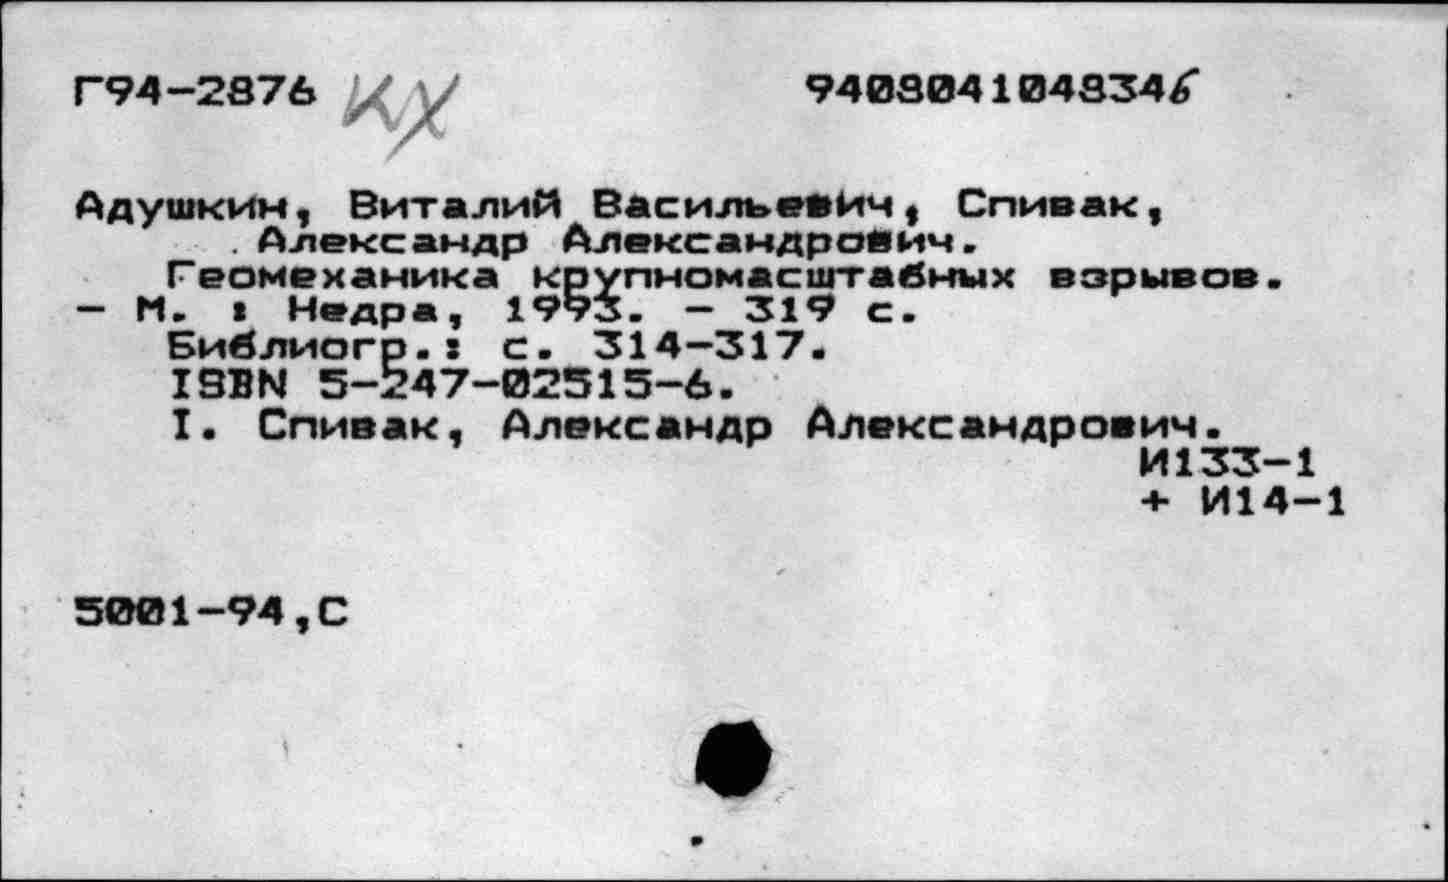 Г94-2876 КХ 9408041048346
Адушкин, Виталий Васильевич, Спивак,
Александр Александрович.
Геомеханика крупномасштабных взрывов.
- М. : Недра, 1993. - 319 с.
Библиогр.: с. 314-317.
ISBN 5-247-02515-6.
I. Спивак, Александр Александрович.
И133-1
+ И14-1
5001-94,С